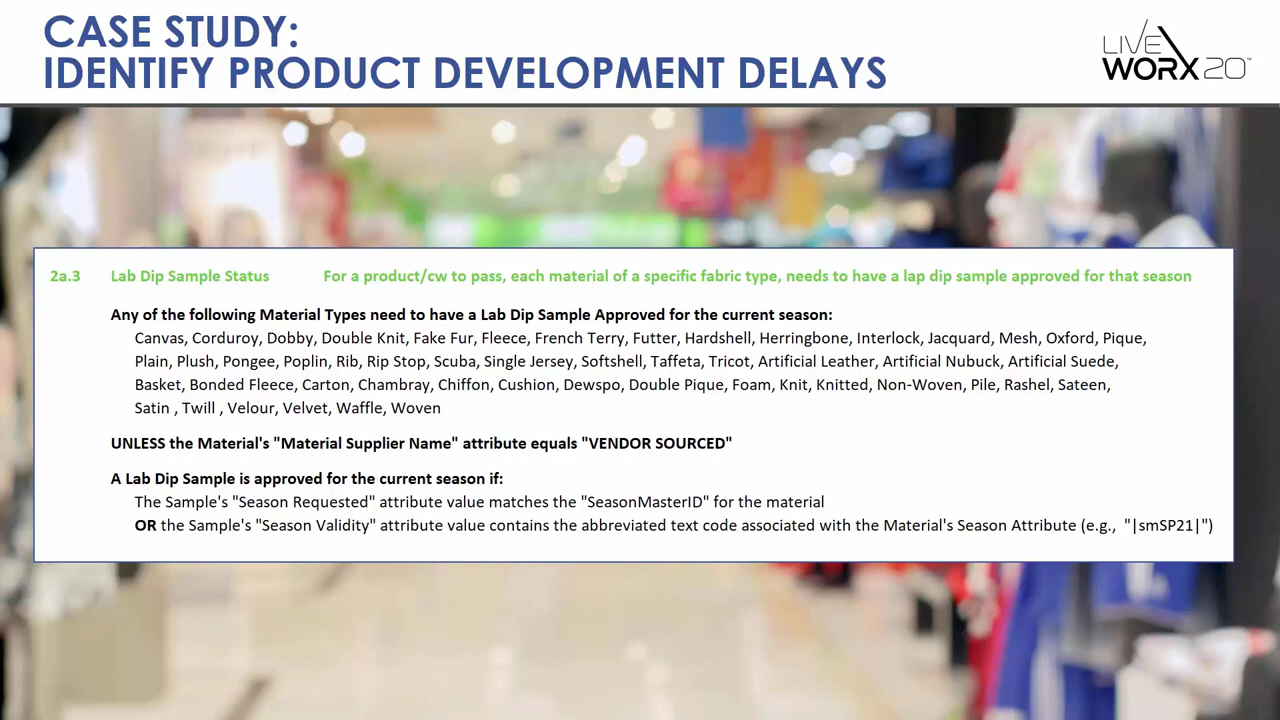 CASE STUDY:
IDENTIFY PRODUCT DEVELOPMENT DELAYS
LIVE
WORX20™
2a.3 Lab Dip Sample Status For a product/cw to pass, each material of a specific fabric type, needs to have a lap dip sample approved for that season
Any of the following Material Types need to have a Lab Dip Sample Approved for the current season:
Canvas, Corduroy, Dobby, Double Knit, Fake Fur, Fleece, French Terry, Futter, Hardshell, Herringbone, Interlock, Jacquard, Mesh, Oxford, Pique,
Plain, Plush, Pongee, Poplin, Rib, Rip Stop, Scuba, Single Jersey, Softshell, Taffeta, Tricot, Artificial Leather, Artificial Nubuck, Artificial Suede,
Basket, Bonded Fleece, Carton, Chambray, Chiffon, Cushion, Dewspo, Double Pique, Foam, Knit, Knitted, Non-Woven, Pile, Rashel, Sateen,
Satin , Twill , Velour, Velvet, Waffle, Woven
UNLESS the Material's "Material Supplier Name" attribute equals "VENDOR SOURCED"
A Lab Dip Sample is approved for the current season if:
The Sample's "Season Requested" attribute value matches the "SeasonMasterID" for the material
OR the Sample's "Season Validity" attribute value contains the abbreviated text code associated with the Material's Season Attribute (e.g., "|smSP21|")